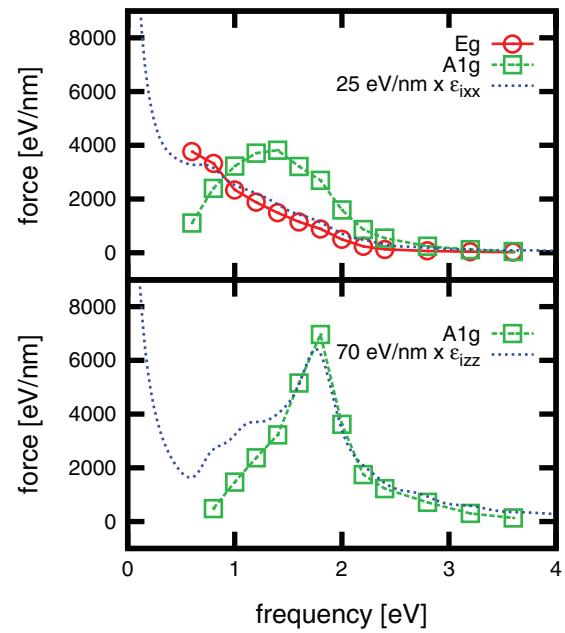 8000
6000
4000
2000
0
force [eV/nm]
Eg
A1g
25 eV/nm x εixx
8000
6000
4000
2000
0
force [eV/nm]
A1g
70 eV/nm x εizz
0 1 2 3 4
frequency [eV]